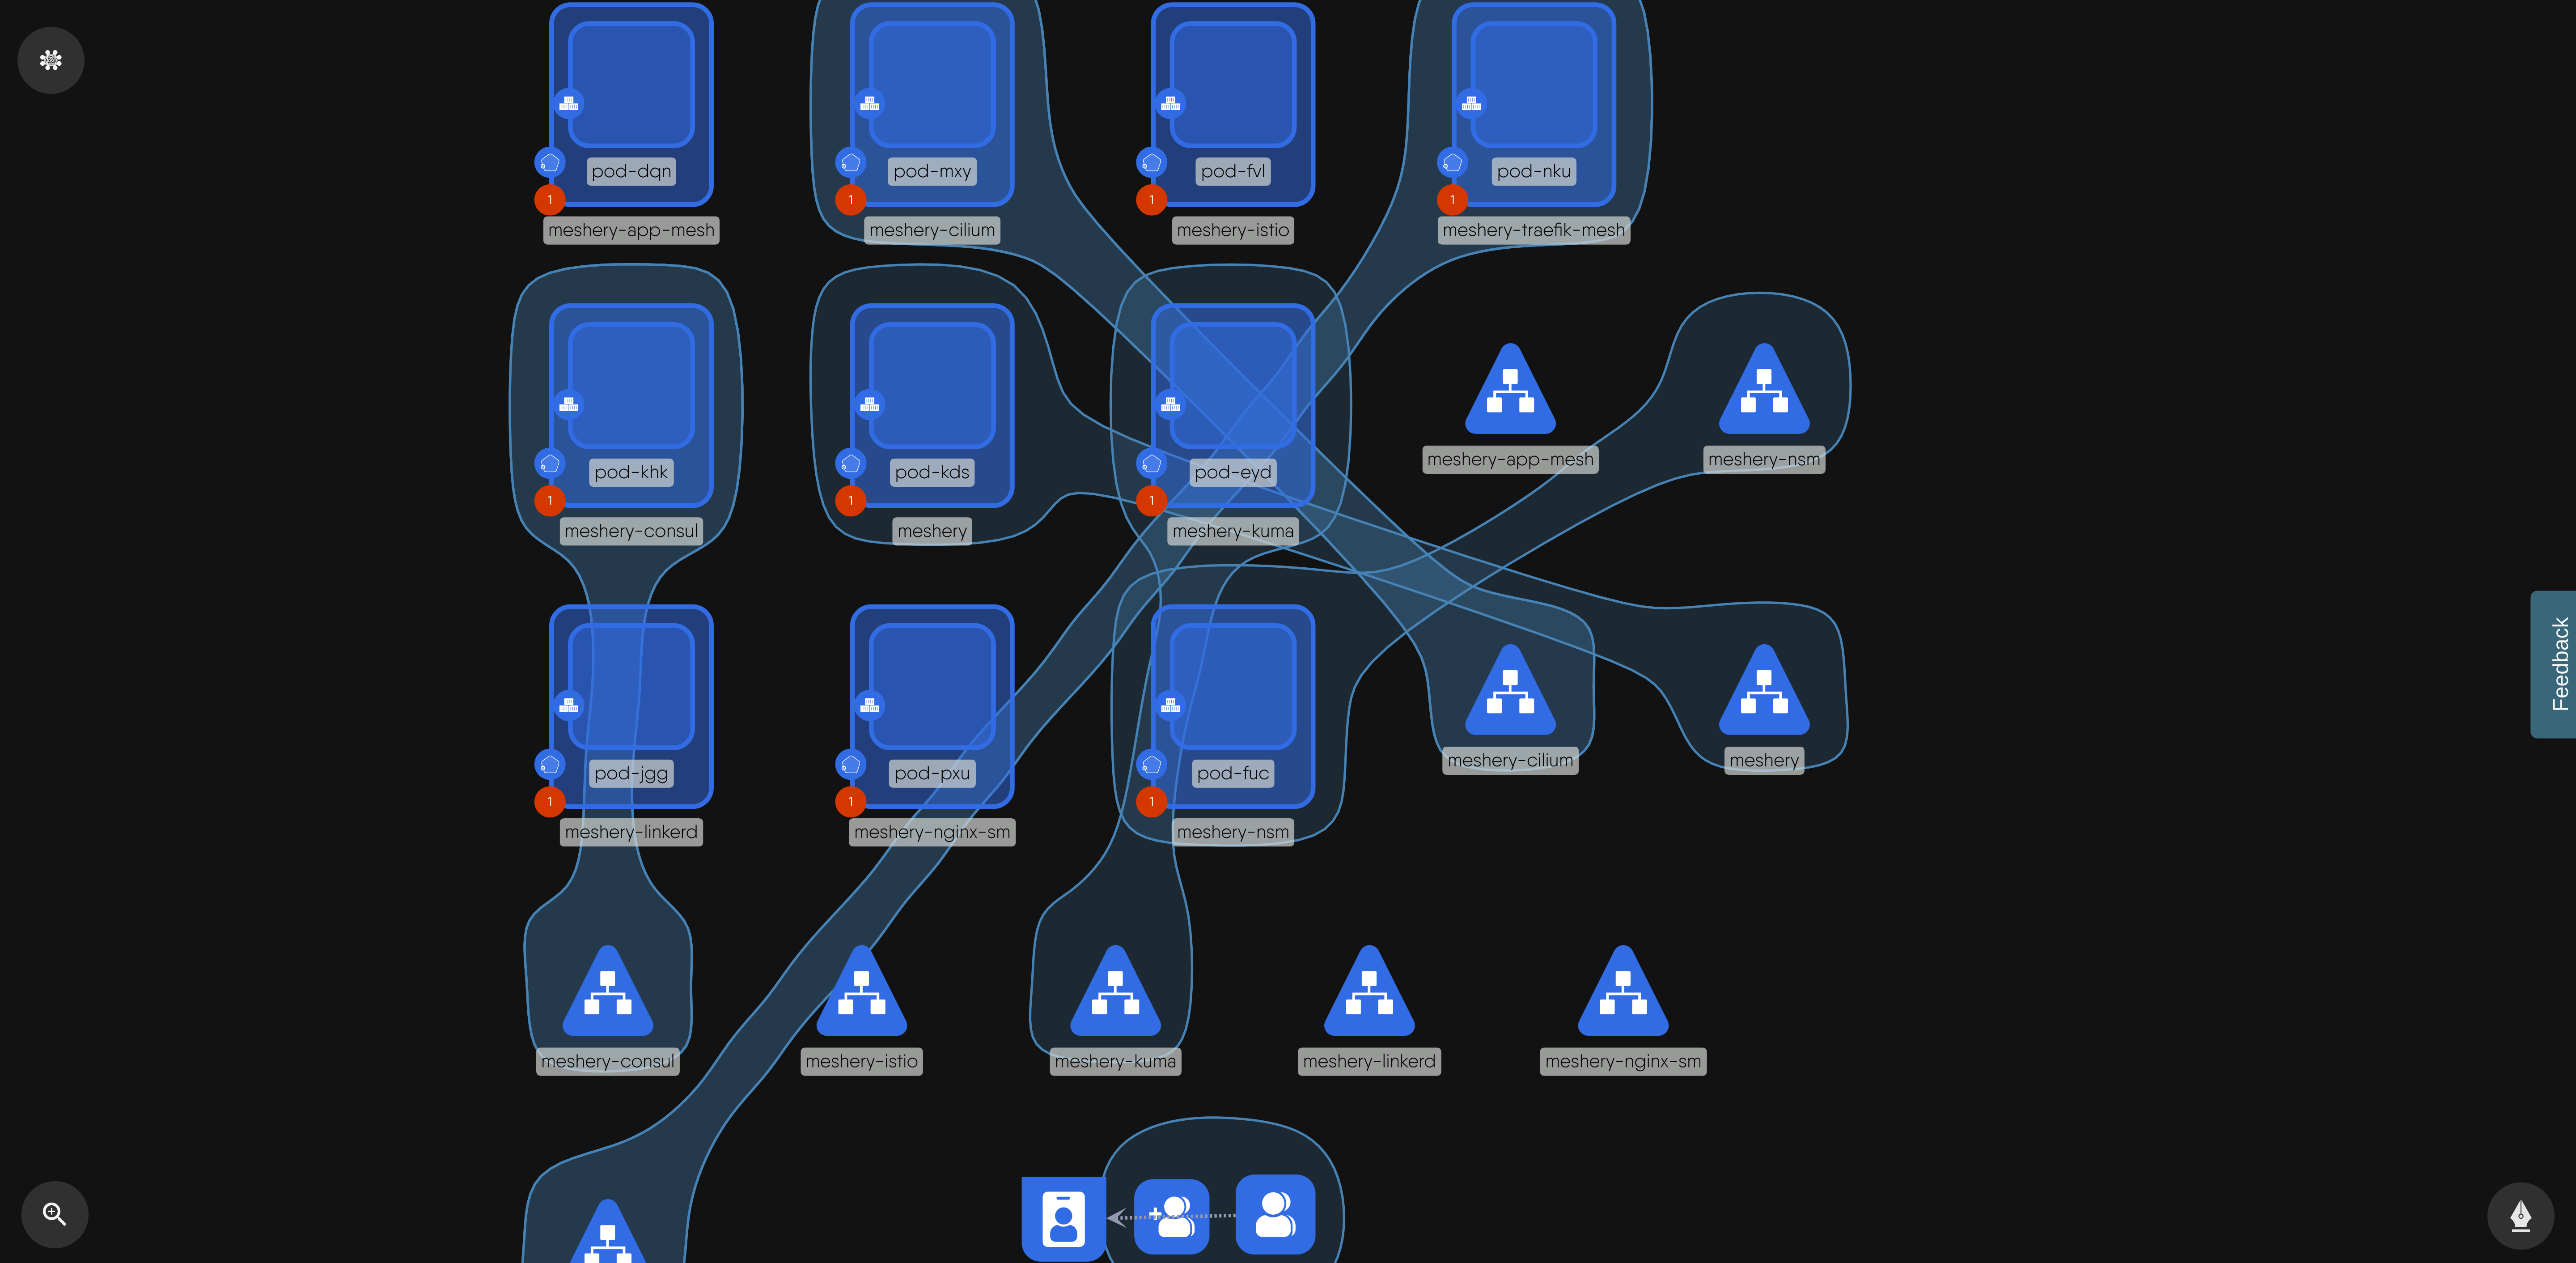 pod-dqn
pod-mxy
pod-fvl
pod-nku
1
1
1
1
meshery-app-mesh
meshery-cilium
meshery-istio
meshery-traefik-mesh
pod-khk
pod-kds
pod-eyd
meshery-app-mesh
meshery-nsm
1
1
1
meshery-consul
meshery
meshery-kuma
Feedback
pod-jgg
pod-pxu
pod-fuc
meshery-cilium
meshery
1
1
1
meshery-linkerd
meshery-nginx-sm
meshery-nsm
meshery-consul
meshery-istio
meshery-kuma
meshery-linkerd
meshery-nginx-sm